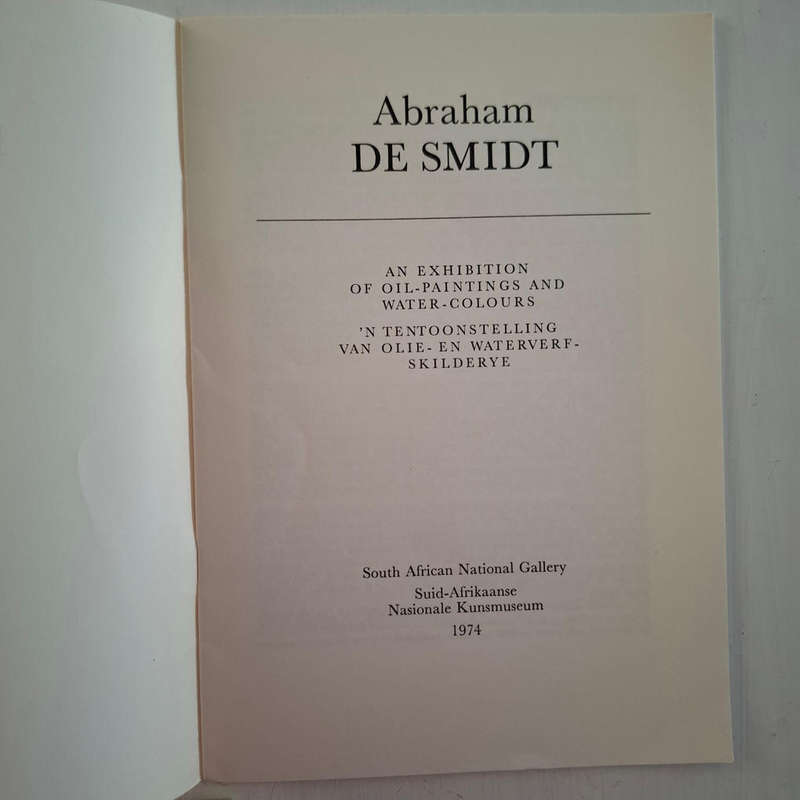 Abraham
DE SMIDT
AN EXHIBITION
OF OIL-PAINTINGS AND
WATER-COLOURS
'N TENTOONSTELLING
VAN OLIE- EN WATERVERF-
SKILDERYE
South African National Gallery
Suid-Afrikaanse
Nasionale Kunsmuseum
1974